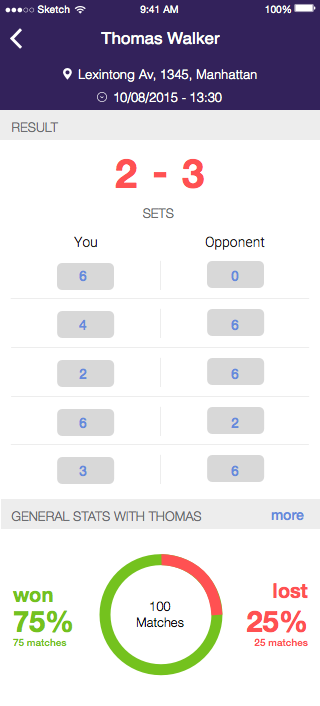 Sketch 9:41 AM 100%
Thomas Walker
Lexintong Av, 1345, Manhattan
10/08/2015 - 13:30
RESULT
2 - 3
SETS
You Opponent
6 0
4 6
2 6
6 2
3 6
GENERAL STATS WITH THOMAS more
won
75%
75 matches
100
Matches
lost
25%
25 matches